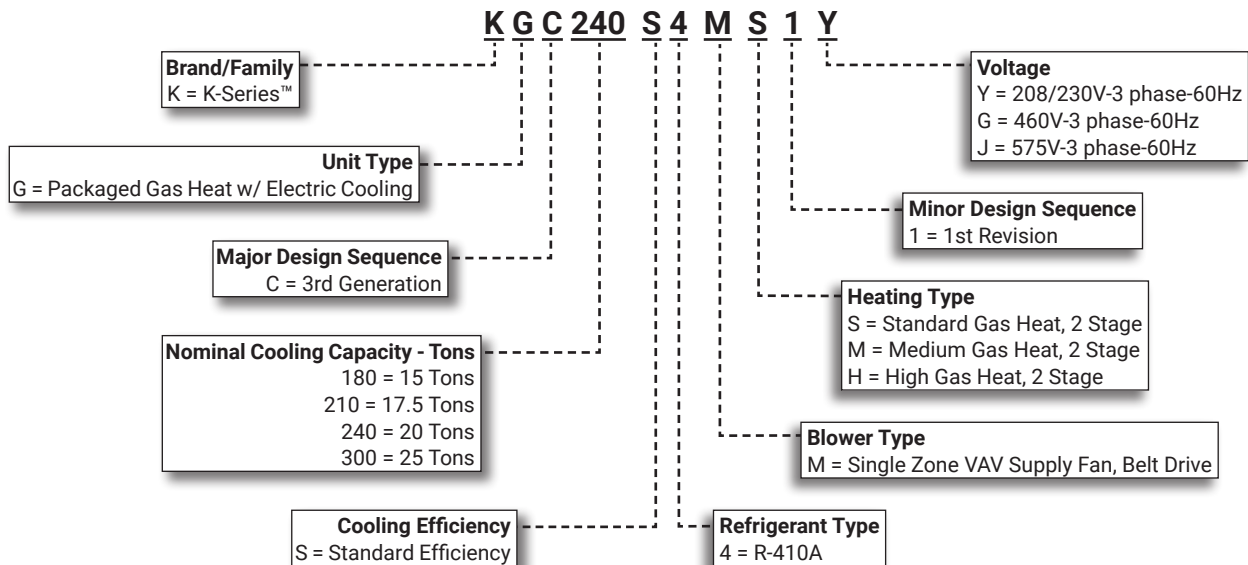 K G C 240 S 4 M S 1 Y
Brand/Family
K = K-Series™
Unit Type
G = Packaged Gas Heat w/ Electric Cooling
Major Design Sequence
C = 3rd Generation
Nominal Cooling Capacity - Tons
180 = 15 Tons
210 = 17.5 Tons
240 = 20 Tons
300 = 25 Tons
Cooling Efficiency
S = Standard Efficiency
Voltage
Y = 208/230V-3 phase-60Hz
G = 460V-3 phase-60Hz
J = 575V-3 phase-60Hz
Minor Design Sequence
1 = 1st Revision
Heating Type
S = Standard Gas Heat, 2 Stage
M = Medium Gas Heat, 2 Stage
H = High Gas Heat, 2 Stage
Blower Type
M = Single Zone VAV Supply Fan, Belt Drive
Refrigerant Type
4 = R-410A